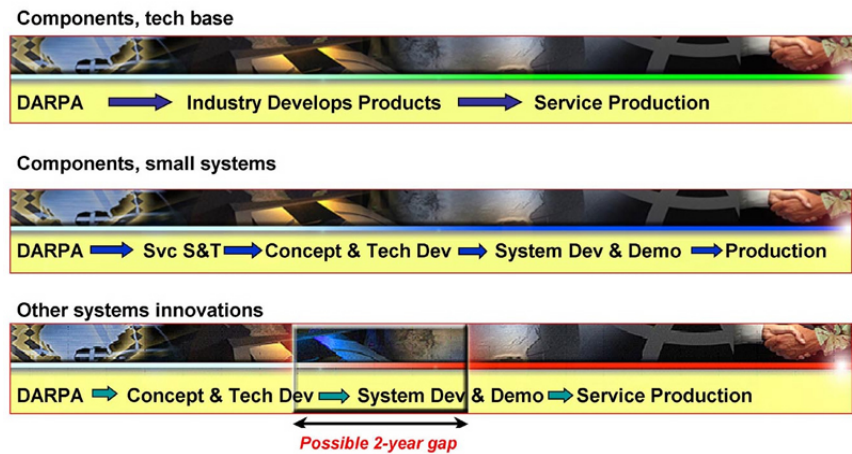 Components, tech base
DARPA Industry Develops Products Service Production
Components, small systems
DARPA Svc S&T Concept & Tech Dev System Dev & Demo Production
Other systems innovations
DARPA Concept & Tech Dev System Dev & Demo Service Production
Possible 2-year gap